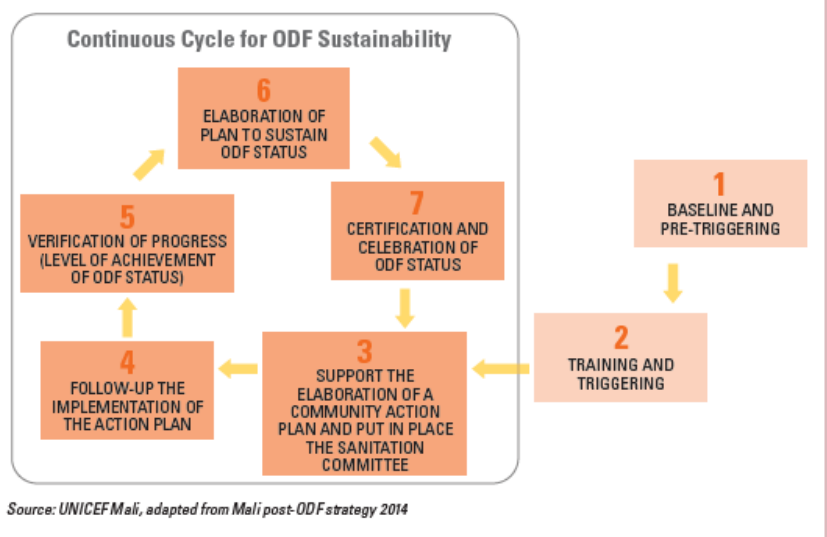 Continuous Cycle for ODF Sustainability
6
ELABORATION OF
PLAN TO SUSTAIN
ODF STATUS
7
CERTIFICATION AND
CELEBRATION OF
ODF STATUS
1
BASELINE AND
PRE-TRIGGERING
5
VERIFICATION OF PROGRESS
(LEVEL OF ACHIEVEMENT
OF ODF STATUS)
2
TRAINING AND
TRIGGERING
3
SUPPORT THE
ELABORATION OF A
COMMUNITY ACTION
PLAN AND PUT IN PLACE
THE SANITATION
COMMITTEE
4
FOLLOW-UP THE
IMPLEMENTATION OF
THE ACTION PLAN
Source: UNICEF Mali, adapted from Mali post-ODF strategy 2014